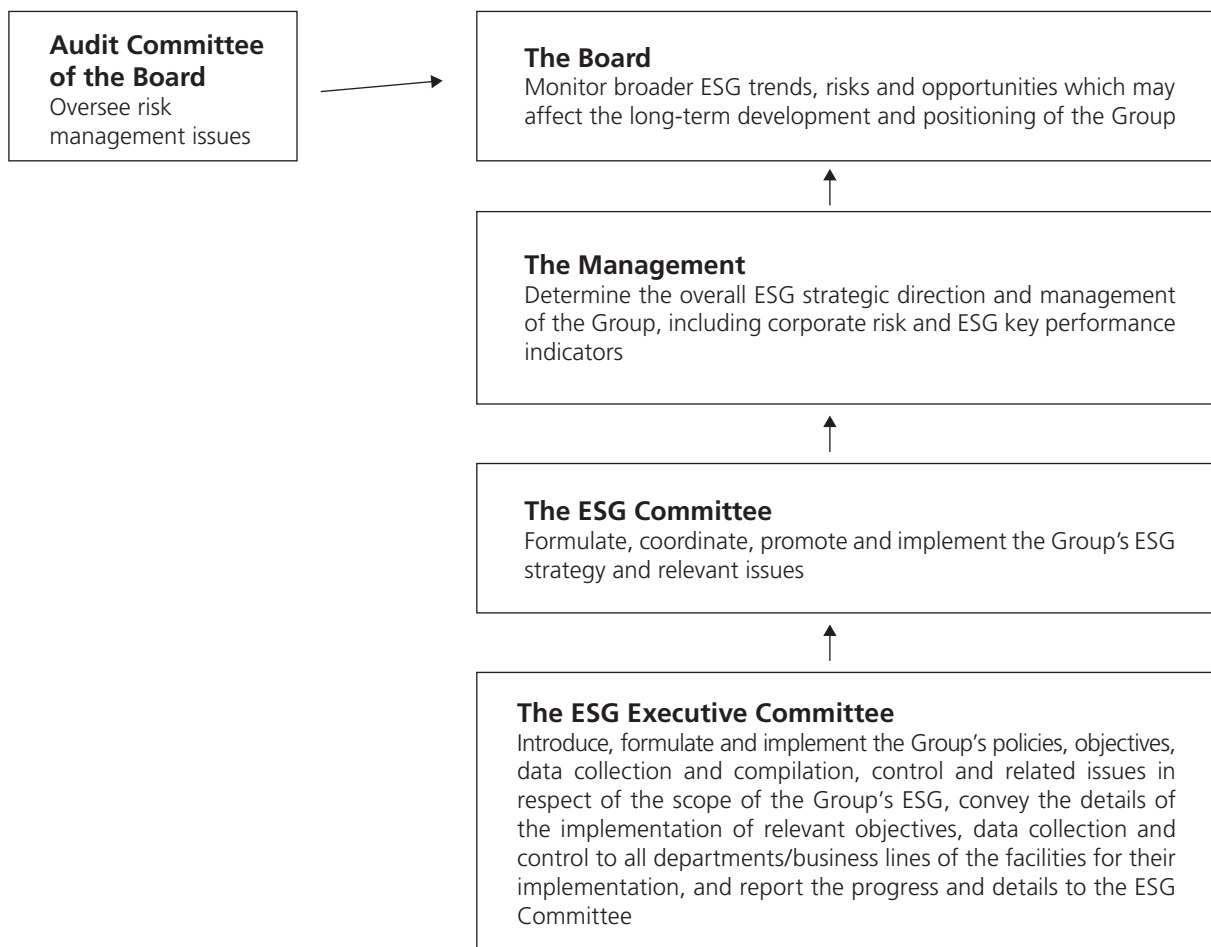 Audit Committee
of the Board
Oversee risk
management issues
The Board
Monitor broader ESG trends, risks and opportunities which may
affect the long-term development and positioning of the Group
The Management
Determine the overall ESG strategic direction and management
of the Group, including corporate risk and ESG key performance
indicators
The ESG Committee
Formulate, coordinate, promote and implement the Group’s ESG
strategy and relevant issues
The ESG Executive Committee
Introduce, formulate and implement the Group’s policies, objectives,
data collection and compilation, control and related issues in
respect of the scope of the Group’s ESG, convey the details of
the implementation of relevant objectives, data collection and
control to all departments/business lines of the facilities for their
implementation, and report the progress and details to the ESG
Committee